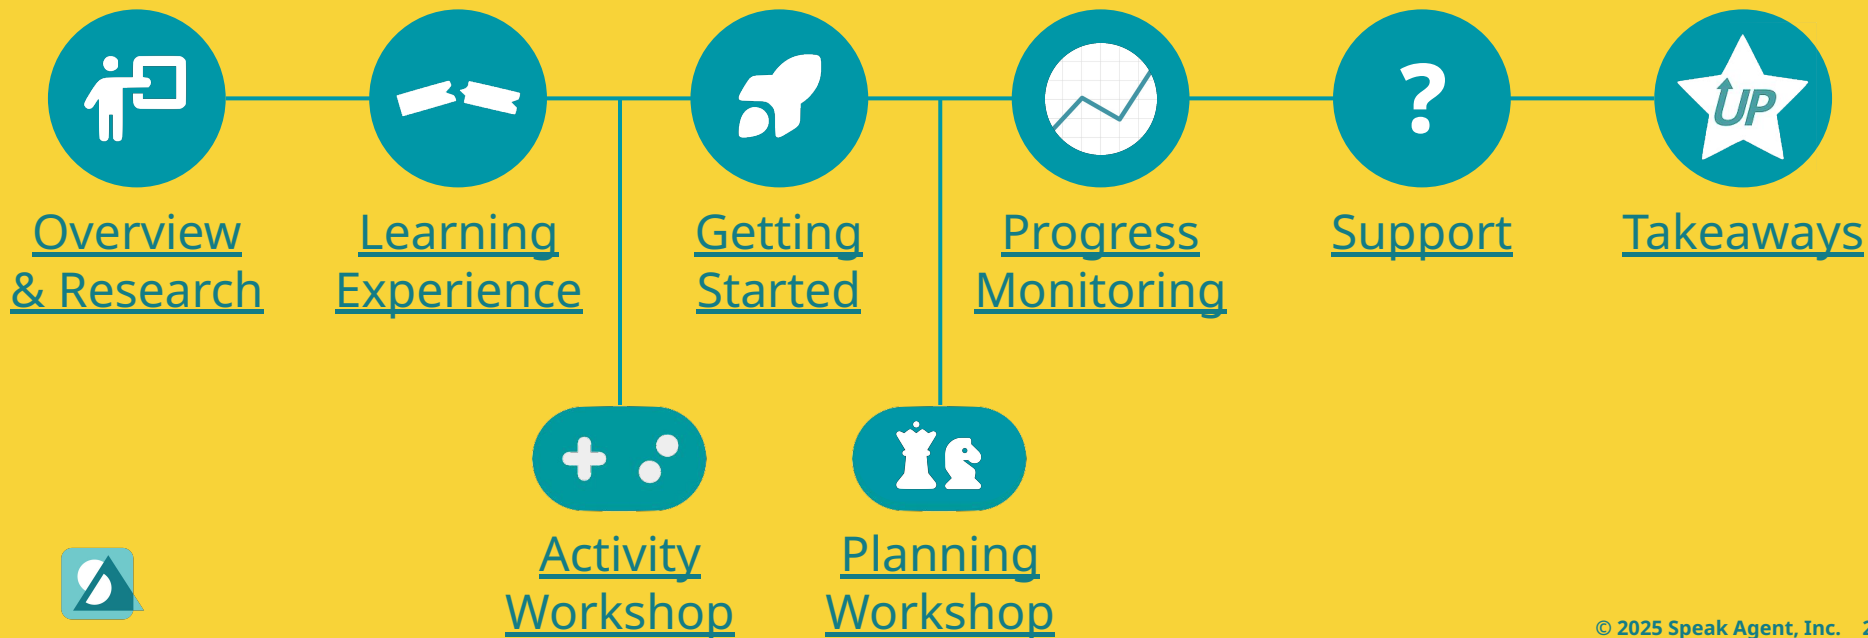 ?
UP
Overview
& Research
Learning
Experience
Getting
Started
Progress
Monitoring
Support
Takeaways
Activity
Workshop
Planning
Workshop
© 2025 Speak Agent, Inc.